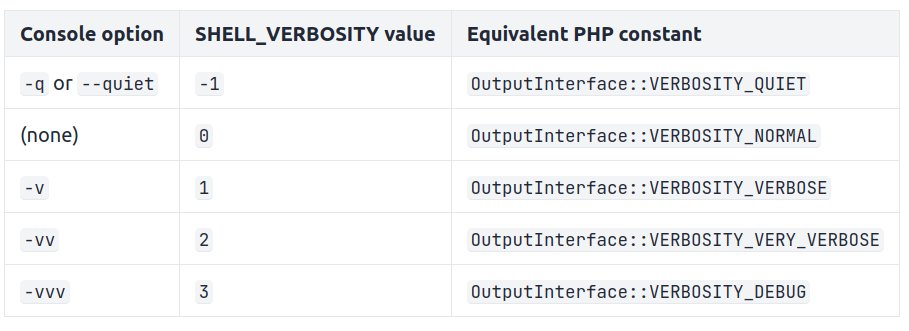 Console option SHELL_VERBOSITY value Equivalent PHP constant
-q or --quiet -1 OutputInterface::VERBOSITY_QUIET
(none) 0 OutputInterface::VERBOSITY_NORMAL
-v 1 OutputInterface::VERBOSITY_VERBOSE
-vv 2 OutputInterface::VERBOSITY_VERY_VERBOSE
-vvv 3 OutputInterface::VERBOSITY_DEBUG